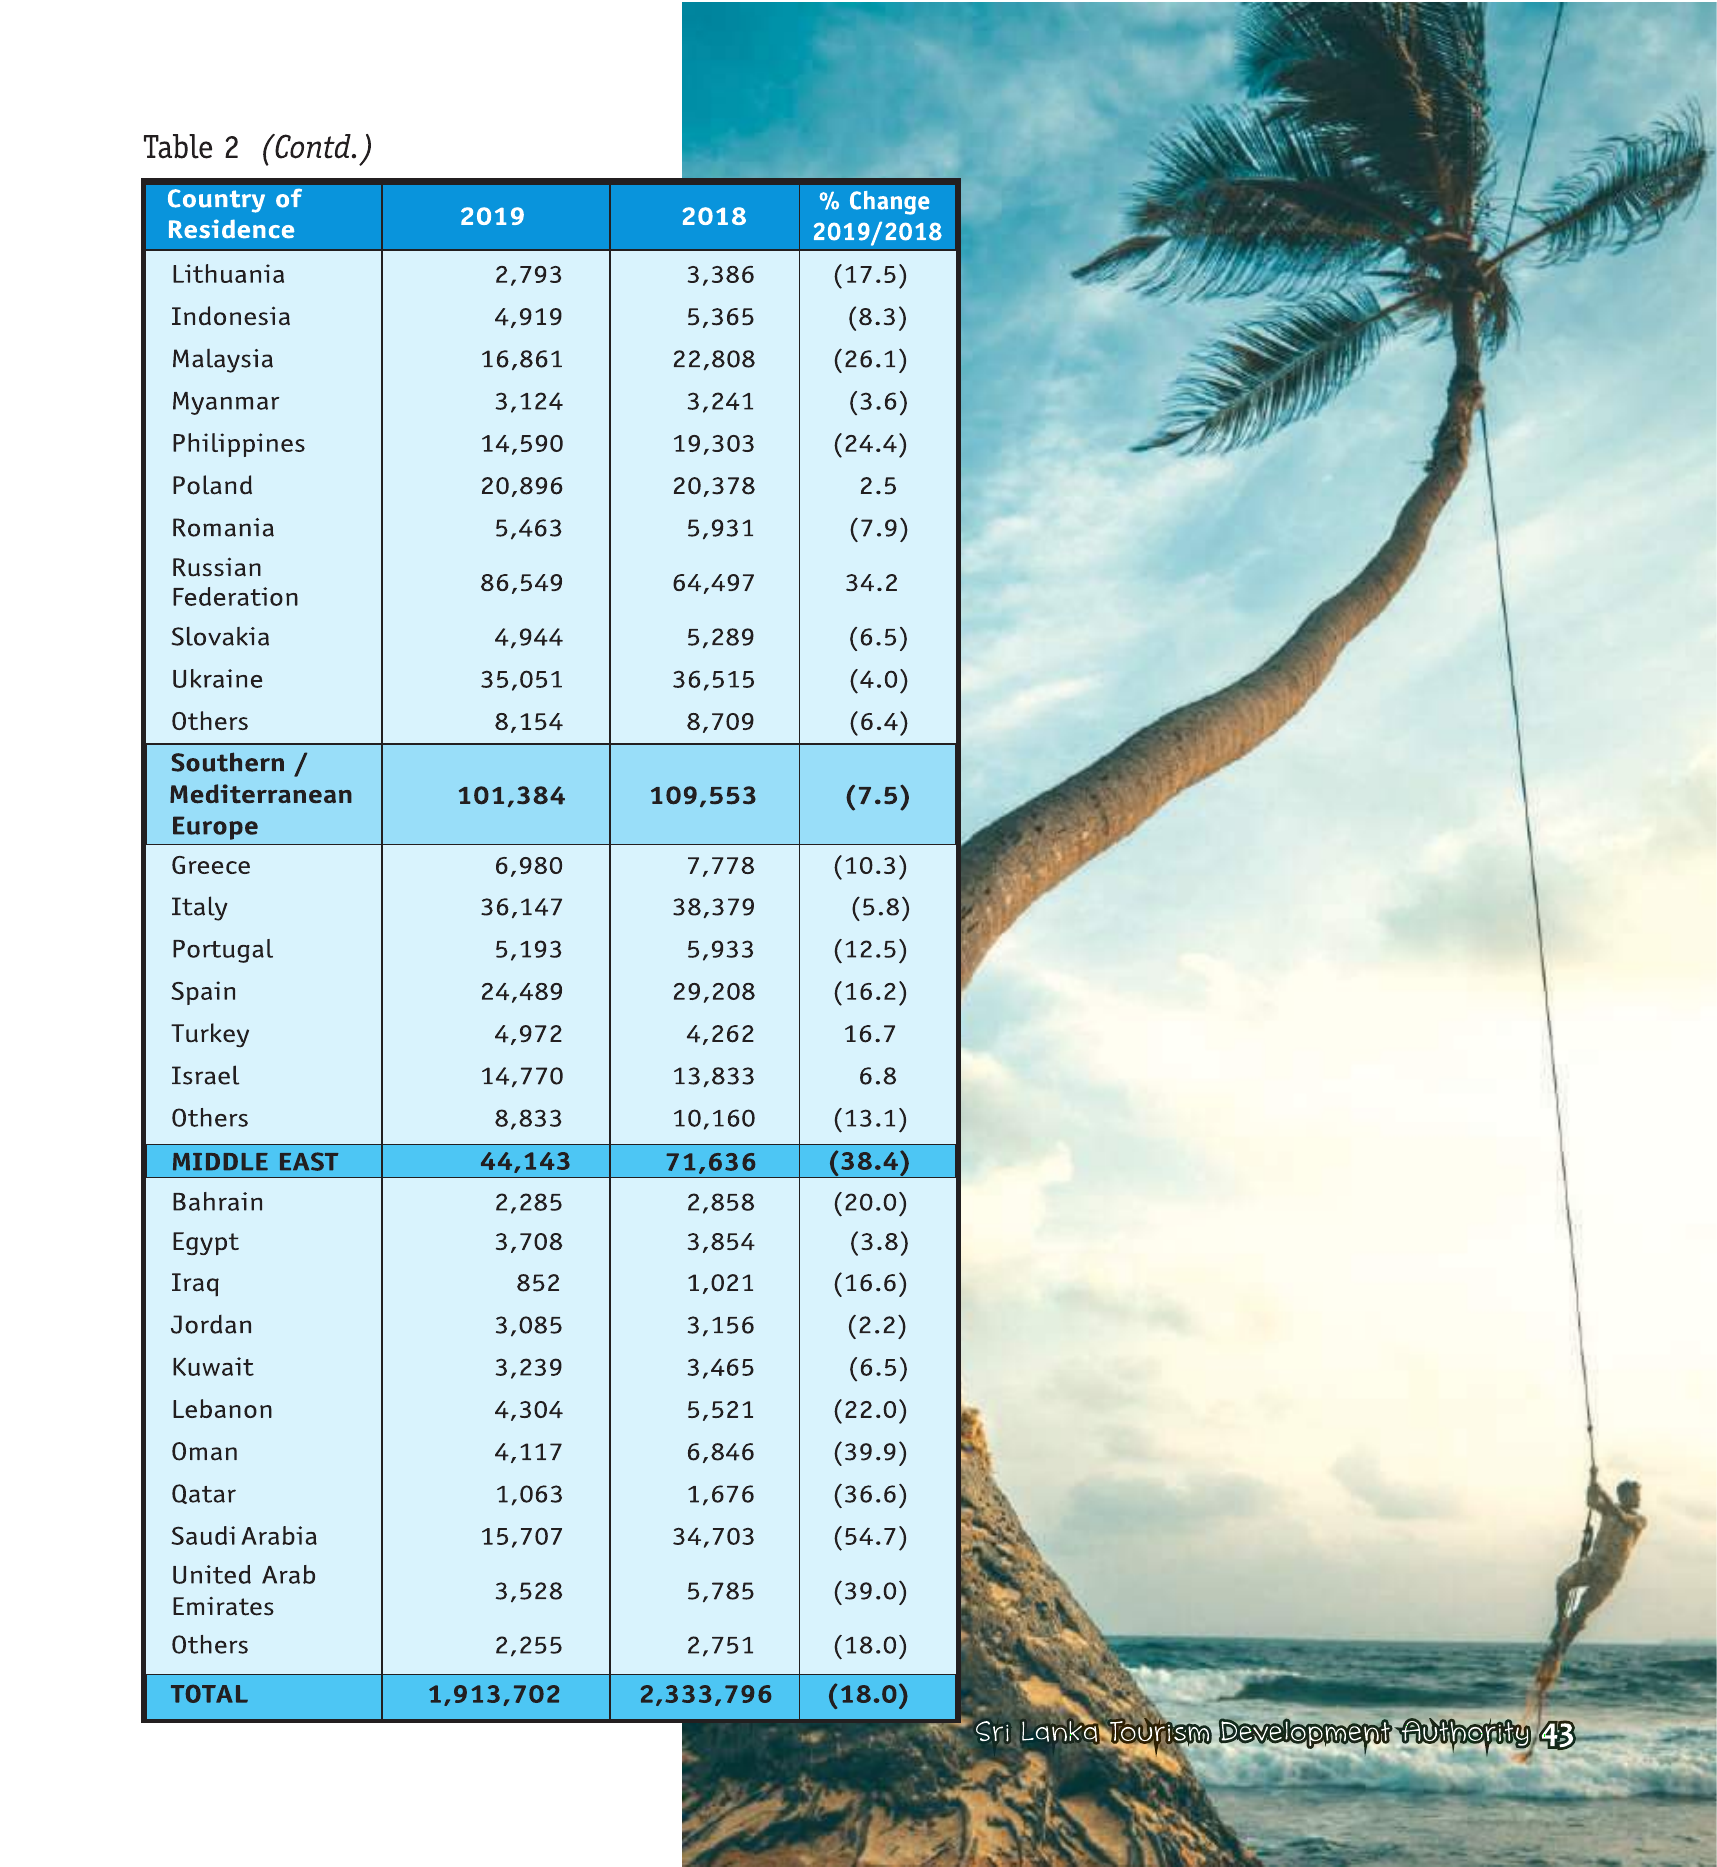 Table 2 (Contd.)
Country of Residence 2019 2018 % Change 2019/2018
Lithuania 2,793 3,386 (17.5)
Indonesia 4,919 5,365 (8.3)
Malaysia 16,861 22,808 (26.1)
Myanmar 3,124 3,241 (3.6)
Philippines 14,590 19,303 (24.4)
Poland 20,896 20,378 2.5
Romania 5,463 5,931 (7.9)
Russian Federation 86,549 64,497 34.2
Slovakia 4,944 5,289 (6.5)
Ukraine 35,051 36,515 (4.0)
Others 8,154 8,709 (6.4)
Southern / Mediterranean Europe 101,384 109,553 (7.5)
Greece 6,980 7,778 (10.3)
Italy 36,147 38,379 (5.8)
Portugal 5,193 5,933 (12.5)
Spain 24,489 29,208 (16.2)
Turkey 4,972 4,262 16.7
Israel 14,770 13,833 6.8
Others 8,833 10,160 (13.1)
MIDDLE EAST 44,143 71,636 (38.4)
Bahrain 2,285 2,858 (20.0)
Egypt 3,708 3,854 (3.8)
Iraq 852 1,021 (16.6)
Jordan 3,085 3,156 (2.2)
Kuwait 3,239 3,465 (6.5)
Lebanon 4,304 5,521 (22.0)
Oman 4,117 6,846 (39.9)
Qatar 1,063 1,676 (36.6)
Saudi Arabia 15,707 34,703 (54.7)
United Arab Emirates 3,528 5,785 (39.0)
Others 2,255 2,751 (18.0)
TOTAL 1,913,702 2,333,796 (18.0)
Sri Lanka Tourism Development Authority 43